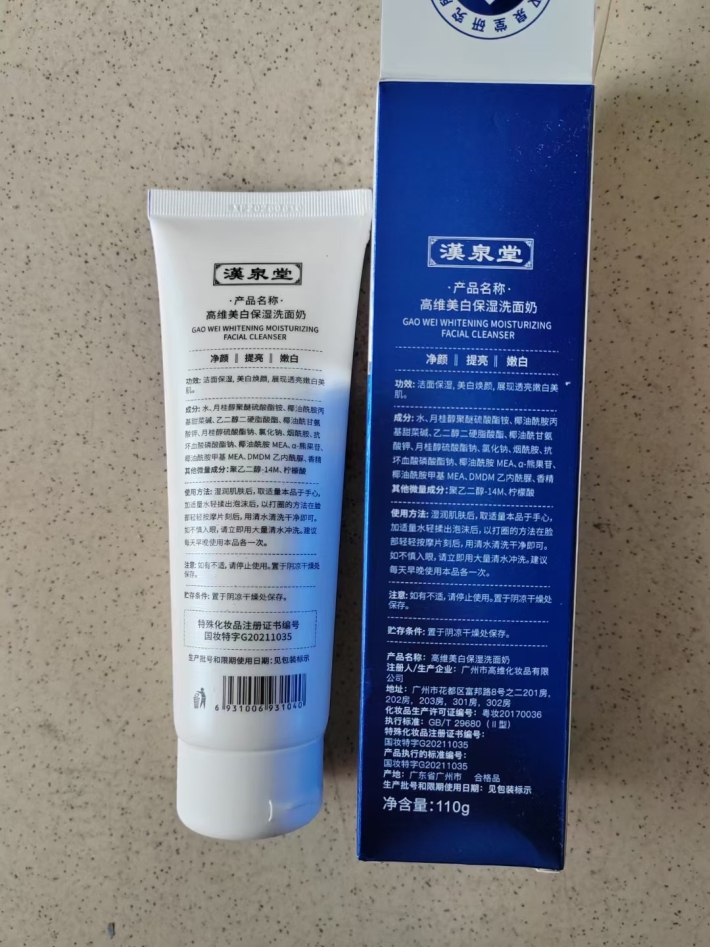 漢泉堂
·产品名称·
高维美白保湿洗面奶
GAO WEI WHITENING MOISTURIZING
FACIAL CLEANSER
净颜 ‖ 提亮 ‖ 嫩白
功效: 洁面保湿, 美白焕颜, 展现透亮嫩白美
肌。
成分: 水、月桂醇聚醚硫酸酯铵、椰油酰胺丙
基甜菜碱、乙二醇二硬脂酸酯、椰油酰甘氨
酸钾、月桂醇硫酸酯钠、氯化钠、烟酰胺、抗
坏血酸磷酸酯钠、椰油酰胺 MEA、α-熊果苷、
椰油酰胺甲基 MEA、DMDM 乙内酰脲、香精
其他微量成分: 聚乙二醇-14M、柠檬酸
使用方法: 湿润肌肤后, 取适量本品于手心,
加适量水轻揉出泡沫后, 以打圈的方法在脸
部轻轻按摩片刻后, 用清水清洗干净即可。
如不慎入眼, 请立即用大量清水冲洗。建议
每天早晚使用本品各一次。
注意: 如有不适, 请停止使用。置于阴凉干燥处
保存。
贮存条件: 置于阴凉干燥处保存。
特殊化妆品注册证书编号
国妆特字G20211035
生产批号和限期使用日期: 见包装标示
6 931006 931040
泉堂研究
漢泉堂
·产品名称·
高维美白保湿洗面奶
GAO WEI WHITENING MOISTURIZING
FACIAL CLEANSER
净颜 ‖ 提亮 ‖ 嫩白
功效: 洁面保湿, 美白焕颜, 展现透亮嫩白美
肌。
成分: 水、月桂醇聚醚硫酸酯铵、椰油酰胺丙
基甜菜碱、乙二醇二硬脂酸酯、椰油酰甘氨
酸钾、月桂醇硫酸酯钠、氯化钠、烟酰胺、抗
坏血酸磷酸酯钠、椰油酰胺 MEA、α-熊果苷、
椰油酰胺甲基 MEA、DMDM 乙内酰脲、香精
其他微量成分: 聚乙二醇-14M、柠檬酸
使用方法: 湿润肌肤后, 取适量本品于手心,
加适量水轻揉出泡沫后, 以打圈的方法在脸
部轻轻按摩片刻后, 用清水清洗干净即可。
如不慎入眼, 请立即用大量清水冲洗。建议
每天早晚使用本品各一次。
注意: 如有不适, 请停止使用。置于阴凉干燥处
保存。
贮存条件: 置于阴凉干燥处保存。
产品名称: 高维美白保湿洗面奶
注册人/生产企业: 广州市高维化妆品有限
公司
地址: 广州市花都区富邦路8号之二201房,
202房, 203房, 301房, 302房
化妆品生产许可证编号: 粤妆20170036
执行标准: GB/T 29680 (Ⅱ型)
特殊化妆品注册证书编号:
国妆特字G20211035
产品执行的标准编号:
国妆特字G20211035
产地: 广东省广州市 合格品
生产批号和限期使用日期: 见包装标示
净含量: 110g